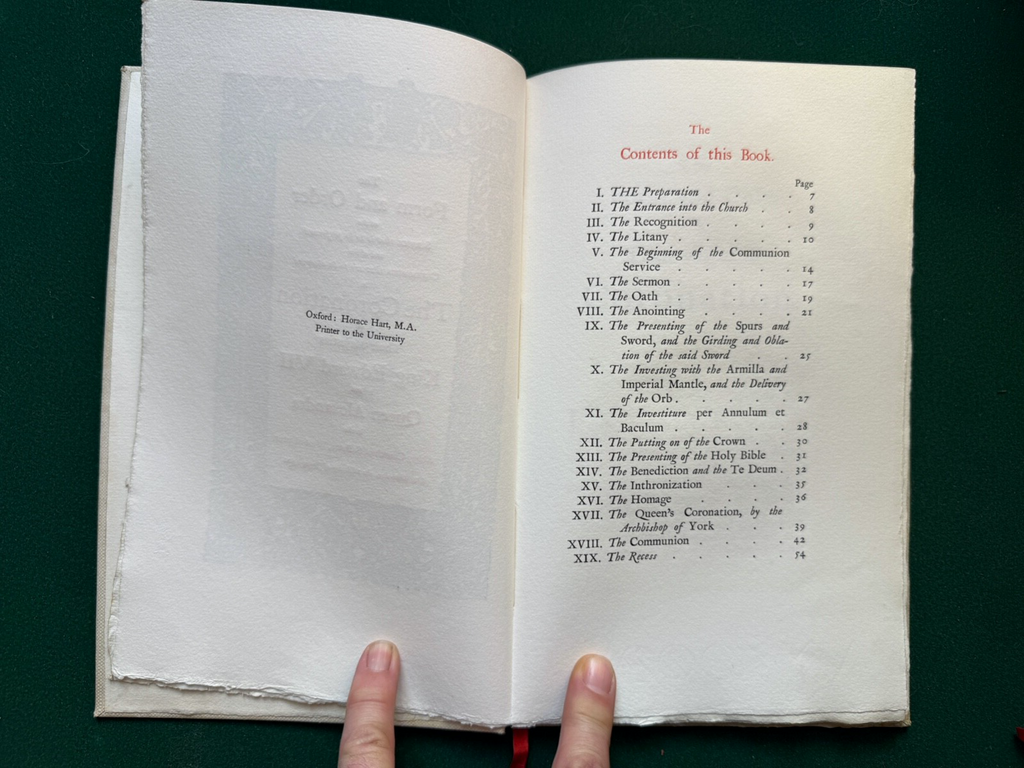 Oxford: Horace Hart, M.A.
Printer to the University
The
Contents of this Book.
Page
I. THE Preparation . . . . 7
II. The Entrance into the Church . . 8
III. The Recognition . . . . 9
IV. The Litany . . . . . 10
V. The Beginning of the Communion
Service . . . . . 14
VI. The Sermon . . . . . 17
VII. The Oath . . . . . 19
VIII. The Anointing . . . . 21
IX. The Presenting of the Spurs and
Sword, and the Girding and Obla-
tion of the said Sword . . 25
X. The Investing with the Armilla and
Imperial Mantle, and the Delivery
of the Orb . . . . . 27
XI. The Investiture per Annulum et
Baculum . . . . . 28
XII. The Putting on of the Crown . . 30
XIII. The Presenting of the Holy Bible . 31
XIV. The Benediction and the Te Deum . 32
XV. The Inthronization . . . 35
XVI. The Homage . . . . 36
XVII. The Queen's Coronation, by the
Archbishop of York . . . 39
XVIII. The Communion . . . . 42
XIX. The Recess . . . . . 54